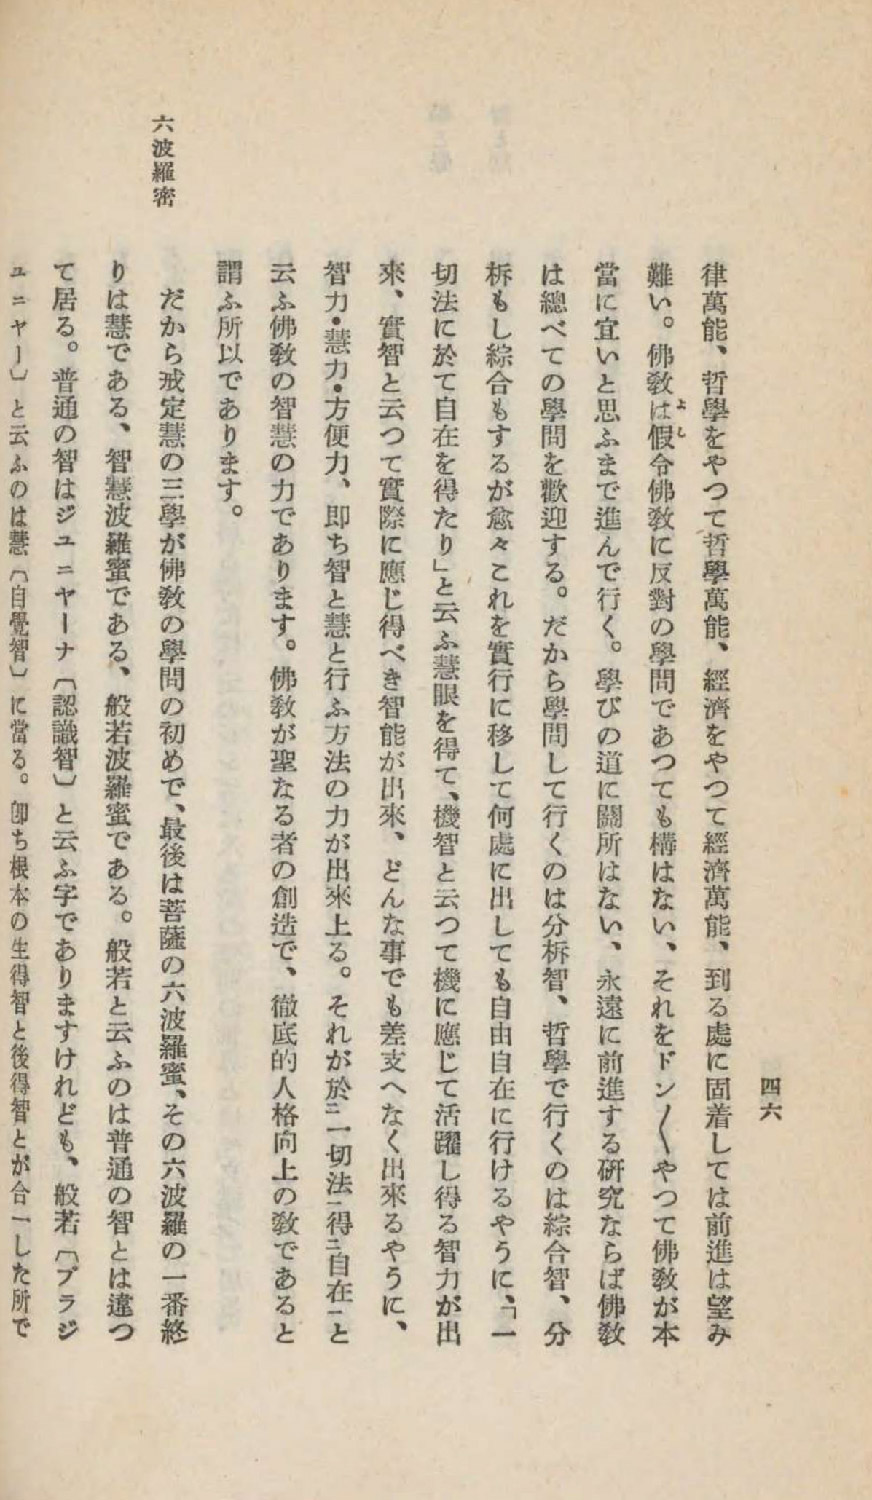 四六
律萬能、哲學をやつて哲學萬能、經濟をやつて經濟萬能、到る處に固着しては前進は望み
難い。佛敎は假令佛敎に反對の學問であつても構はない、それをドン〳〵やつて佛敎が本
よし
當に宜いと思ふまで進んで行く。學びの道に關所はない、永遠に前進する硏究ならば佛敎
は總べての學問を歡迎する。だから學問して行くのは分析智、哲學で行くのは綜合智、分
析もし綜合もするが愈々これを實行に移して何處に出しても自由自在に行けるやうに、「一
切法に於て自在を得たり」と云ふ慧眼を得て、機智と云つて機に應じて活躍し得る智力が出
來、實智と云つて實際に應じ得べき智能が出來、どんな事でも差支へなく出來るやうに、
智力・慧力・方便力、卽ち智と慧と行ふ方法の力が出來上る。それが於㆓一切法㆒得㆓自在㆒と
云ふ佛敎の智慧の力であります。佛敎が聖なる者の創造で、徹底的人格向上の敎であると
謂ふ所以であります。
六波羅密
だから戒定慧の三學が佛敎の學問の初めで、最後は菩薩の六波羅蜜、その六波羅の一番終
りは慧である、智慧波羅蜜である、般若波羅蜜である。般若と云ふのは普通の智とは違つ
て居る。普通の智はジュニヤーナ〔認識智〕と云ふ字でありますけれども、般若〔プラジ
ュニヤー〕と云ふのは慧〔自覺智〕に當る。卽ち根本の生得智と後得智とが合一した所で